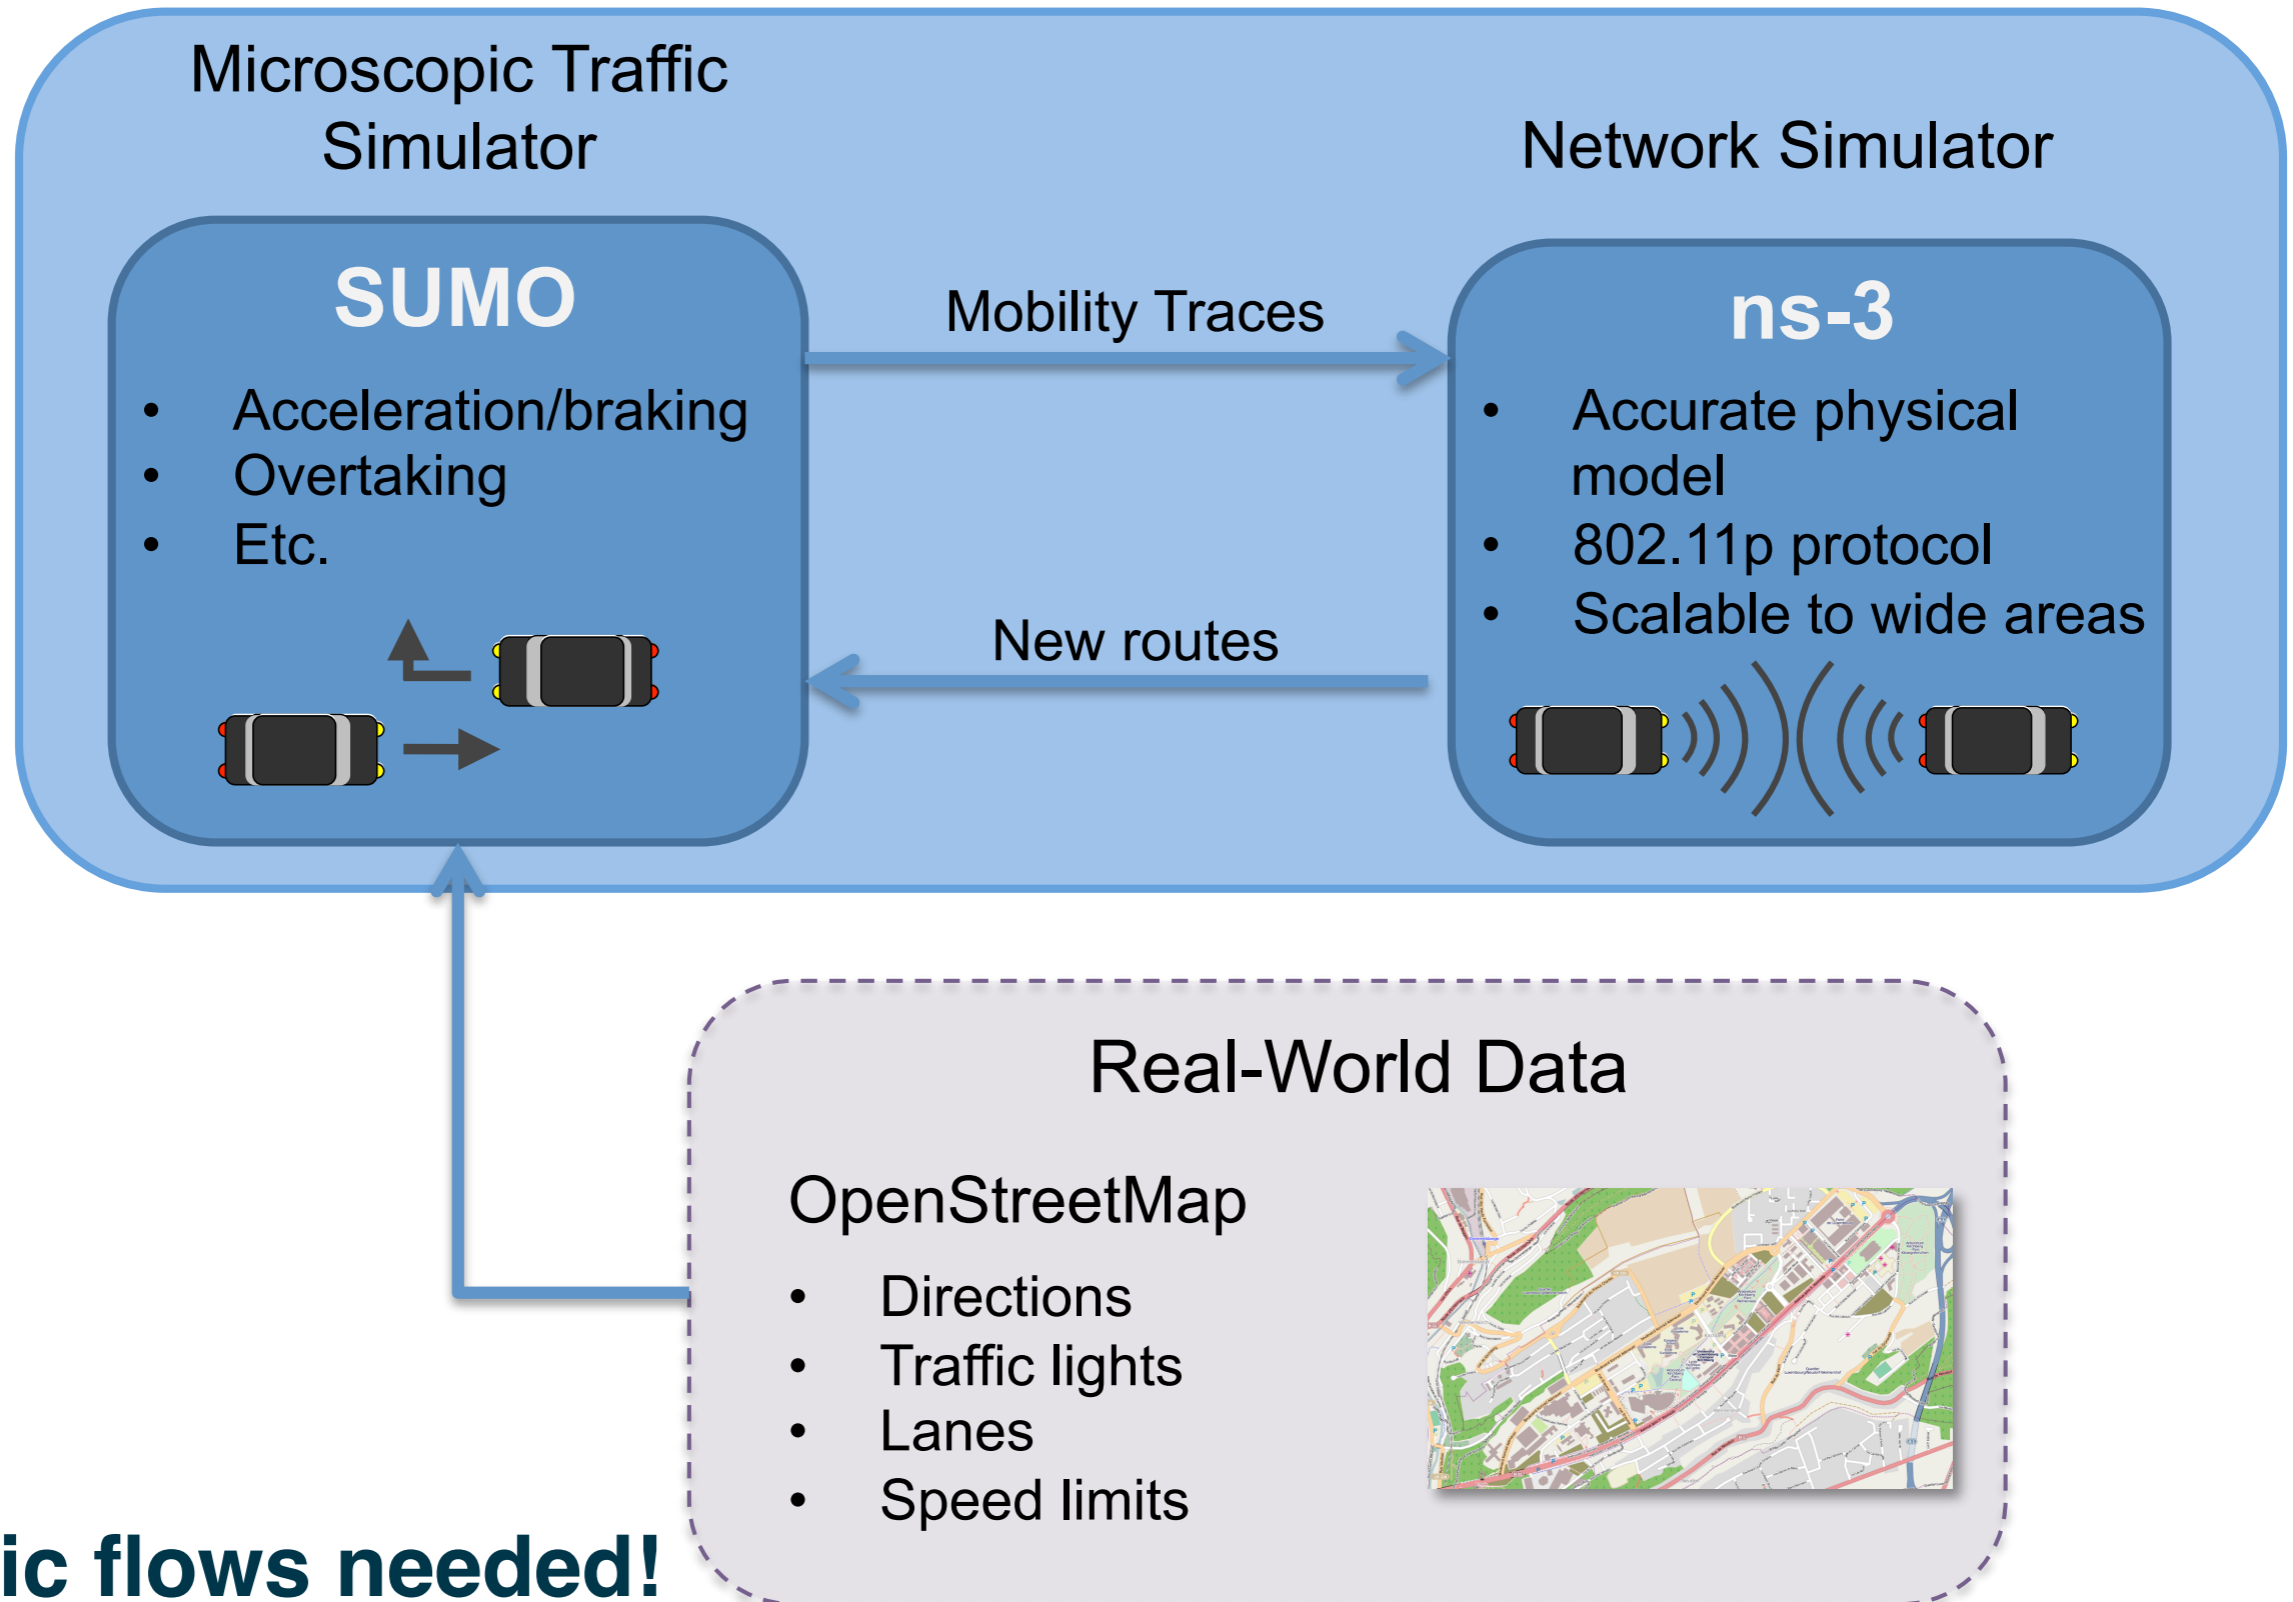 Microscopic Traffic
Simulator
Network Simulator
SUMO
• Acceleration/braking
• Overtaking
• Etc.
Mobility Traces
New routes
ns-3
• Accurate physical
model
• 802.11p protocol
• Scalable to wide areas
Real-World Data
OpenStreetMap
• Directions
• Traffic lights
• Lanes
• Speed limits
ic flows needed!